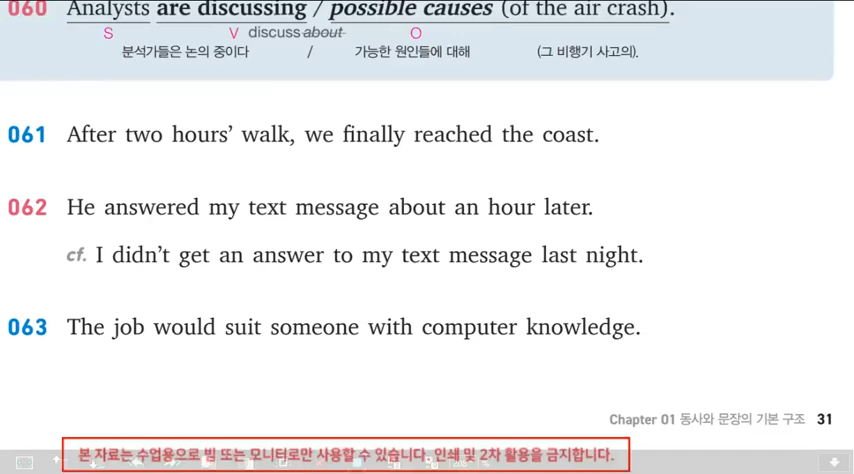 060 Analysts are discussing / possible causes (of the air crash).
S V discuss about O
분석가들은 논의 중이다 / 가능한 원인들에 대해 (그 비행기 사고의).
061 After two hours’ walk, we finally reached the coast.
062 He answered my text message about an hour later.
cf. I didn’t get an answer to my text message last night.
063 The job would suit someone with computer knowledge.
Chapter 01 동사와 문장의 기본 구조 31
본 자료는 수업용으로 빔 또는 모니터로만 사용할 수 있습니다. 인쇄 및 2차 활용을 금지합니다.